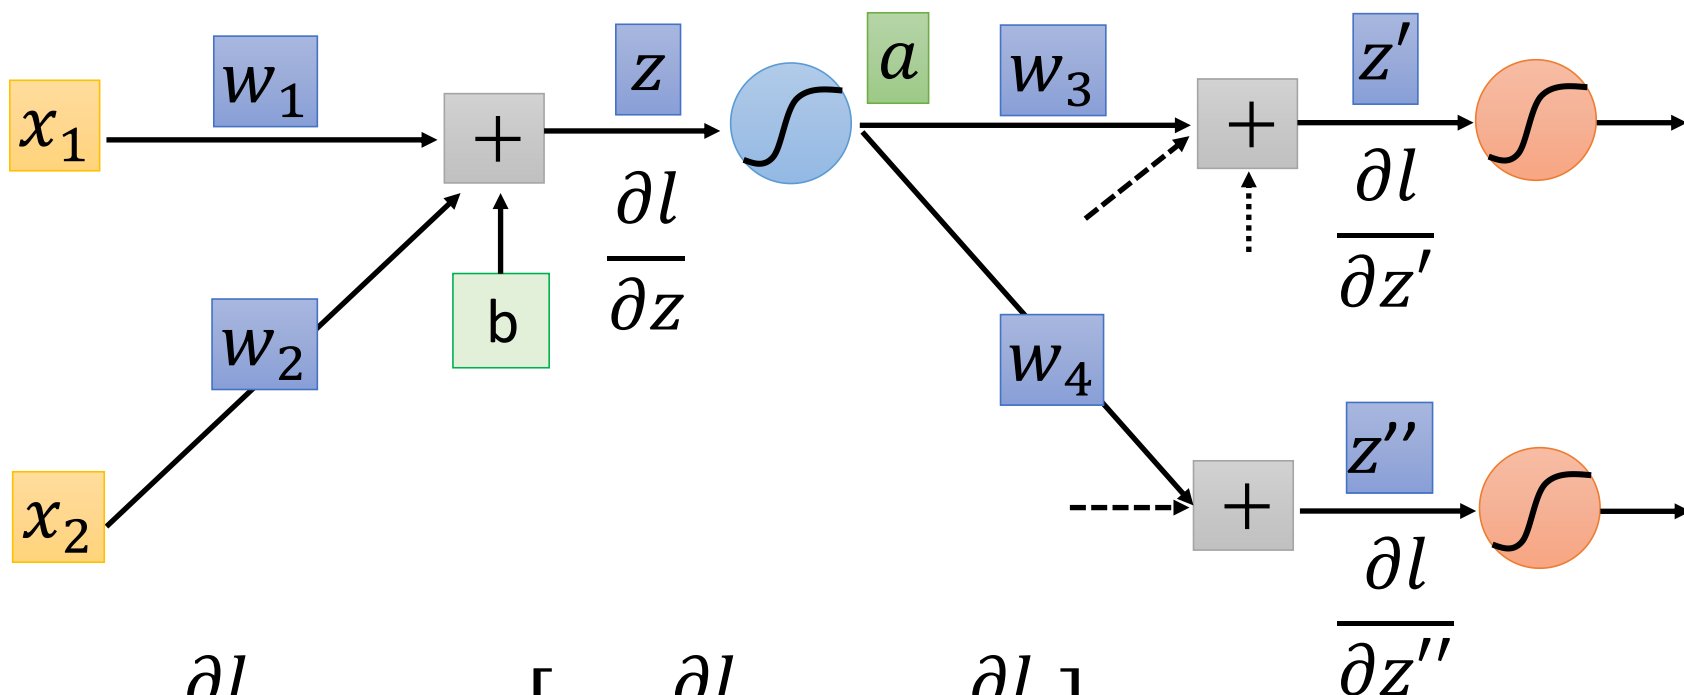 x₁ w₁ + z a w₃ + z′
∂l/∂z
∂l/∂z′
w₂ b w₄
x₂ + z′′
∂l/∂z′′
∂l [ ∂l ∂l ]